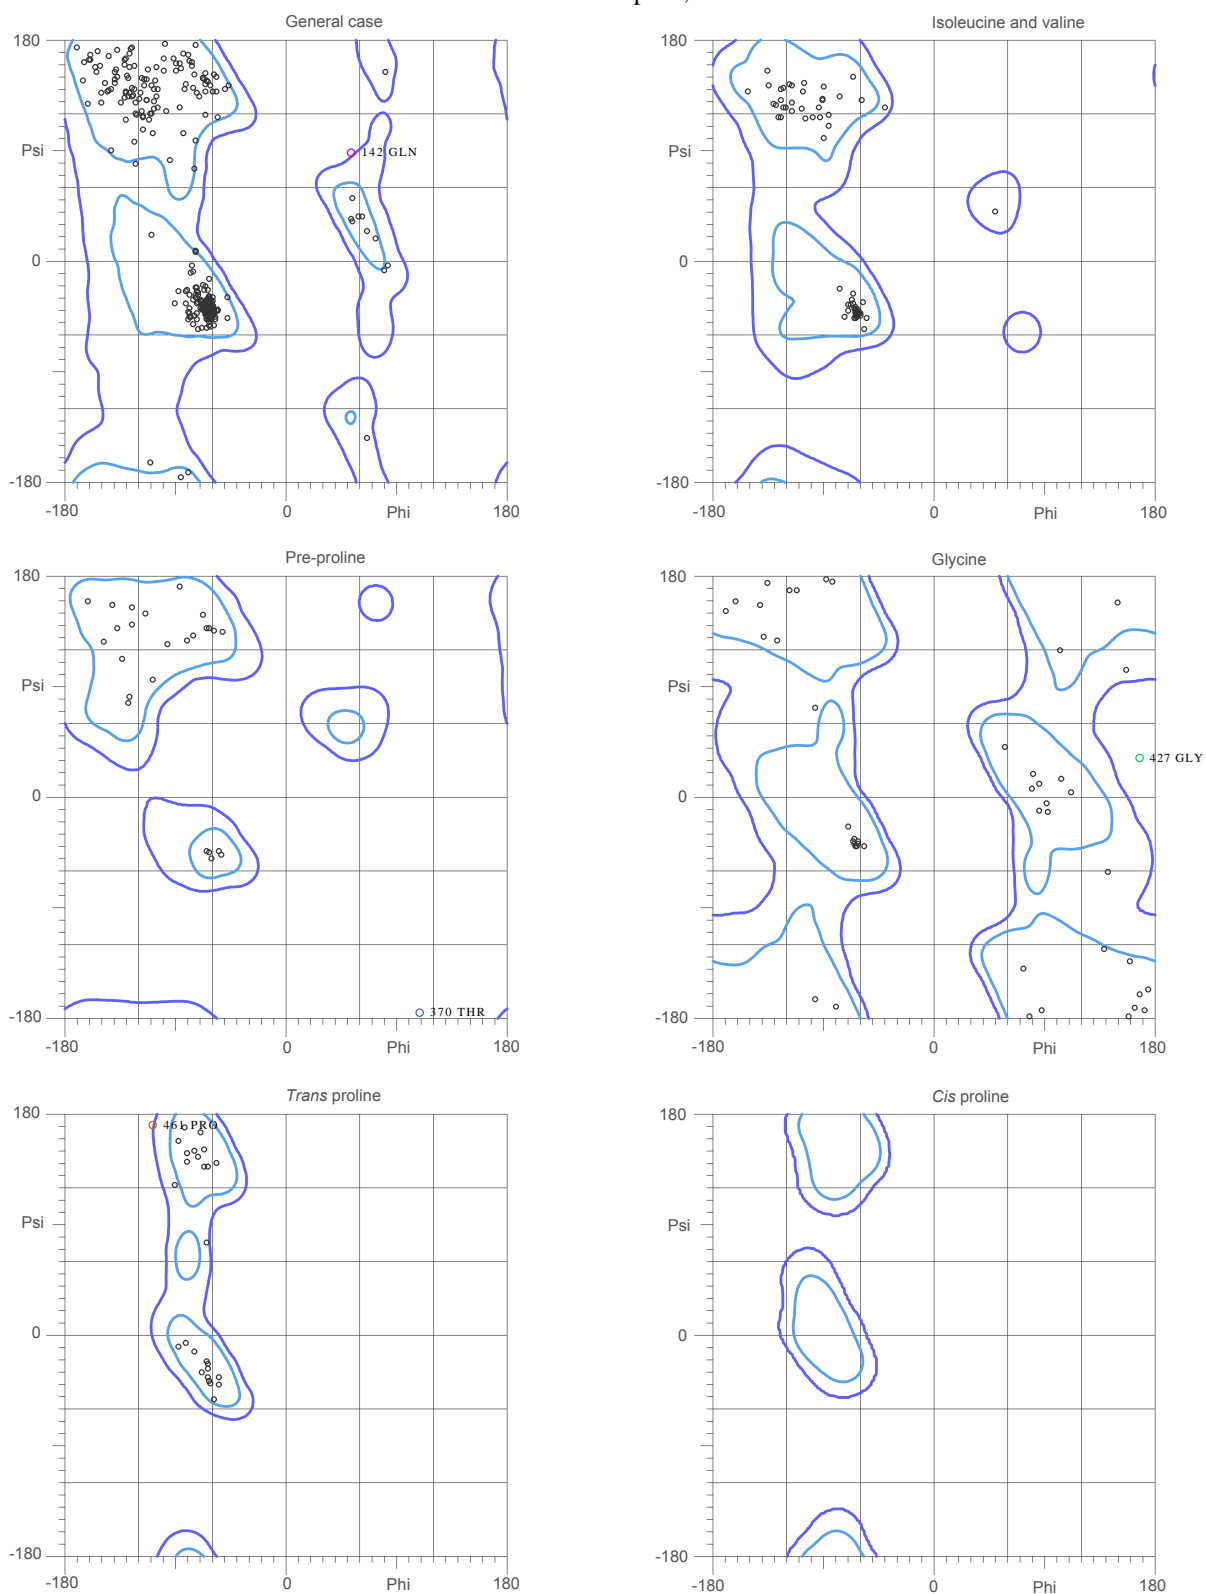 General case
Isoleucine and valine
180
180
142 GLN
Psi
Psi
0
0
-180
-180
-180
0
Phi
180
-180
0
Phi
180
Pre-proline
Glycine
180
180
Psi
Psi
427 GLY
0
0
370 THR
-180
-180
-180
0
Phi
180
-180
0
Phi
180
Trans proline
Cis proline
180
180
461 PRO
Psi
Psi
0
0
-180
-180
-180
0
Phi
180
-180
0
Phi
180